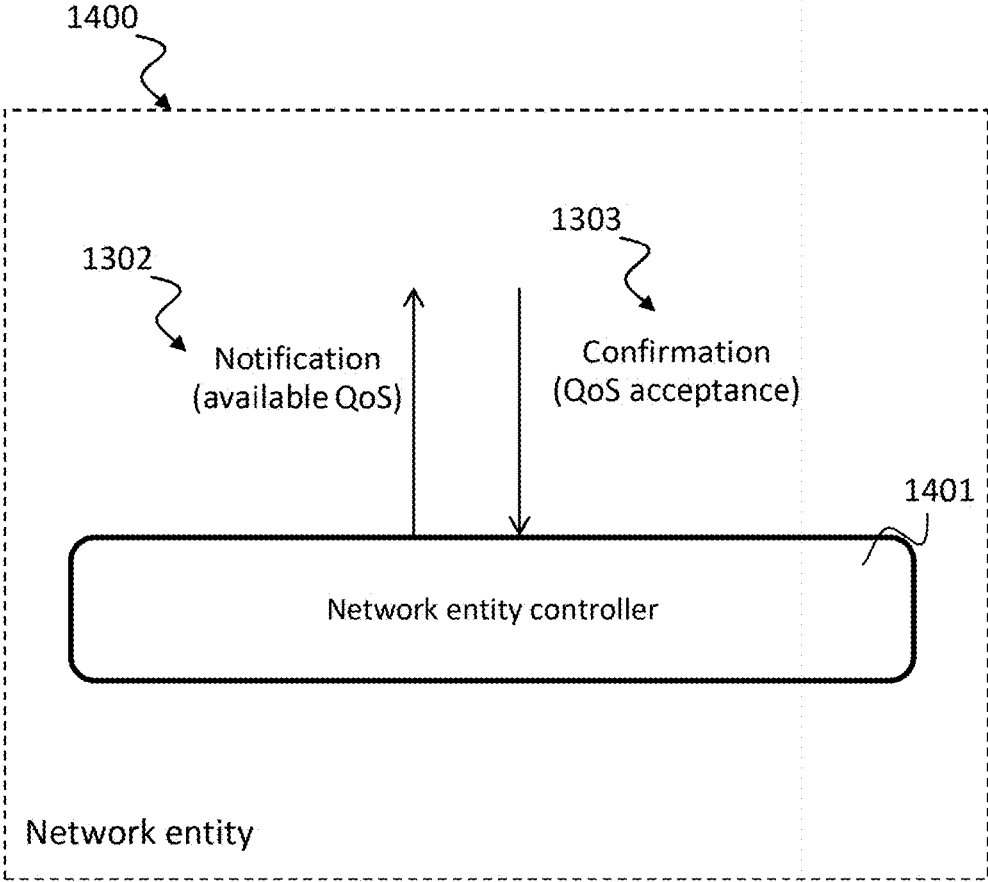 1400
1303
1302
Notification
(available QoS)
Confirmation
(QoS acceptance)
1401
Network entity controller
Network entity